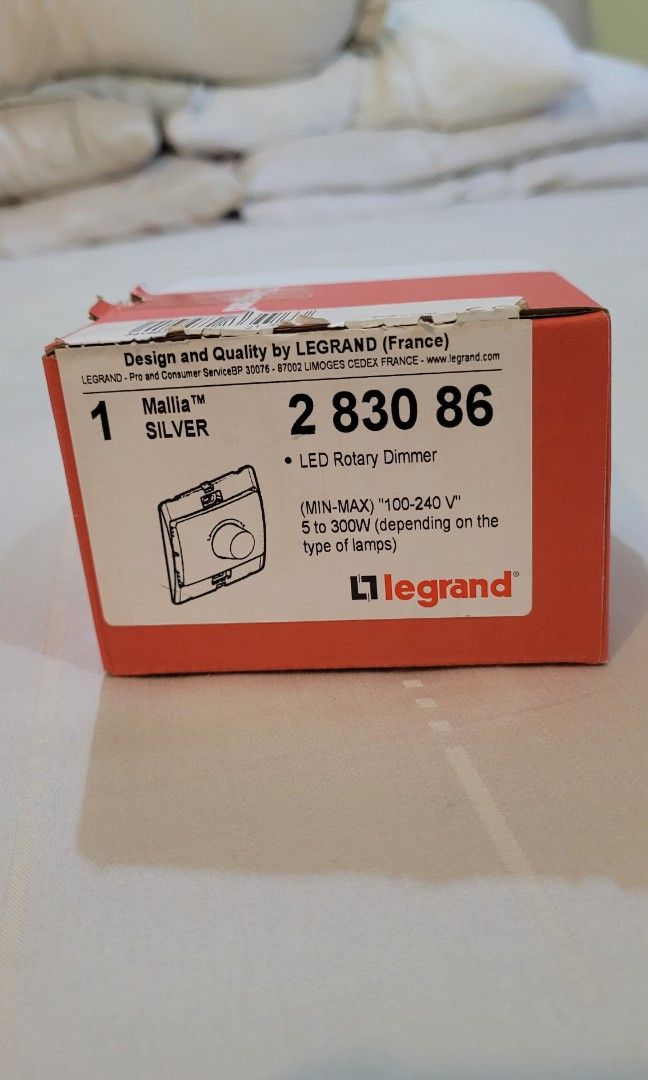 Design and Quality by LEGRAND (France)
LEGRAND - Pro and Consumer ServiceBP 30076 - 87002 LIMOGES CEDEX FRANCE - www.legrand.com
1 Mallia™ SILVER
2 830 86
• LED Rotary Dimmer
(MIN-MAX) "100-240 V"
5 to 300W (depending on the
type of lamps)
legrand®